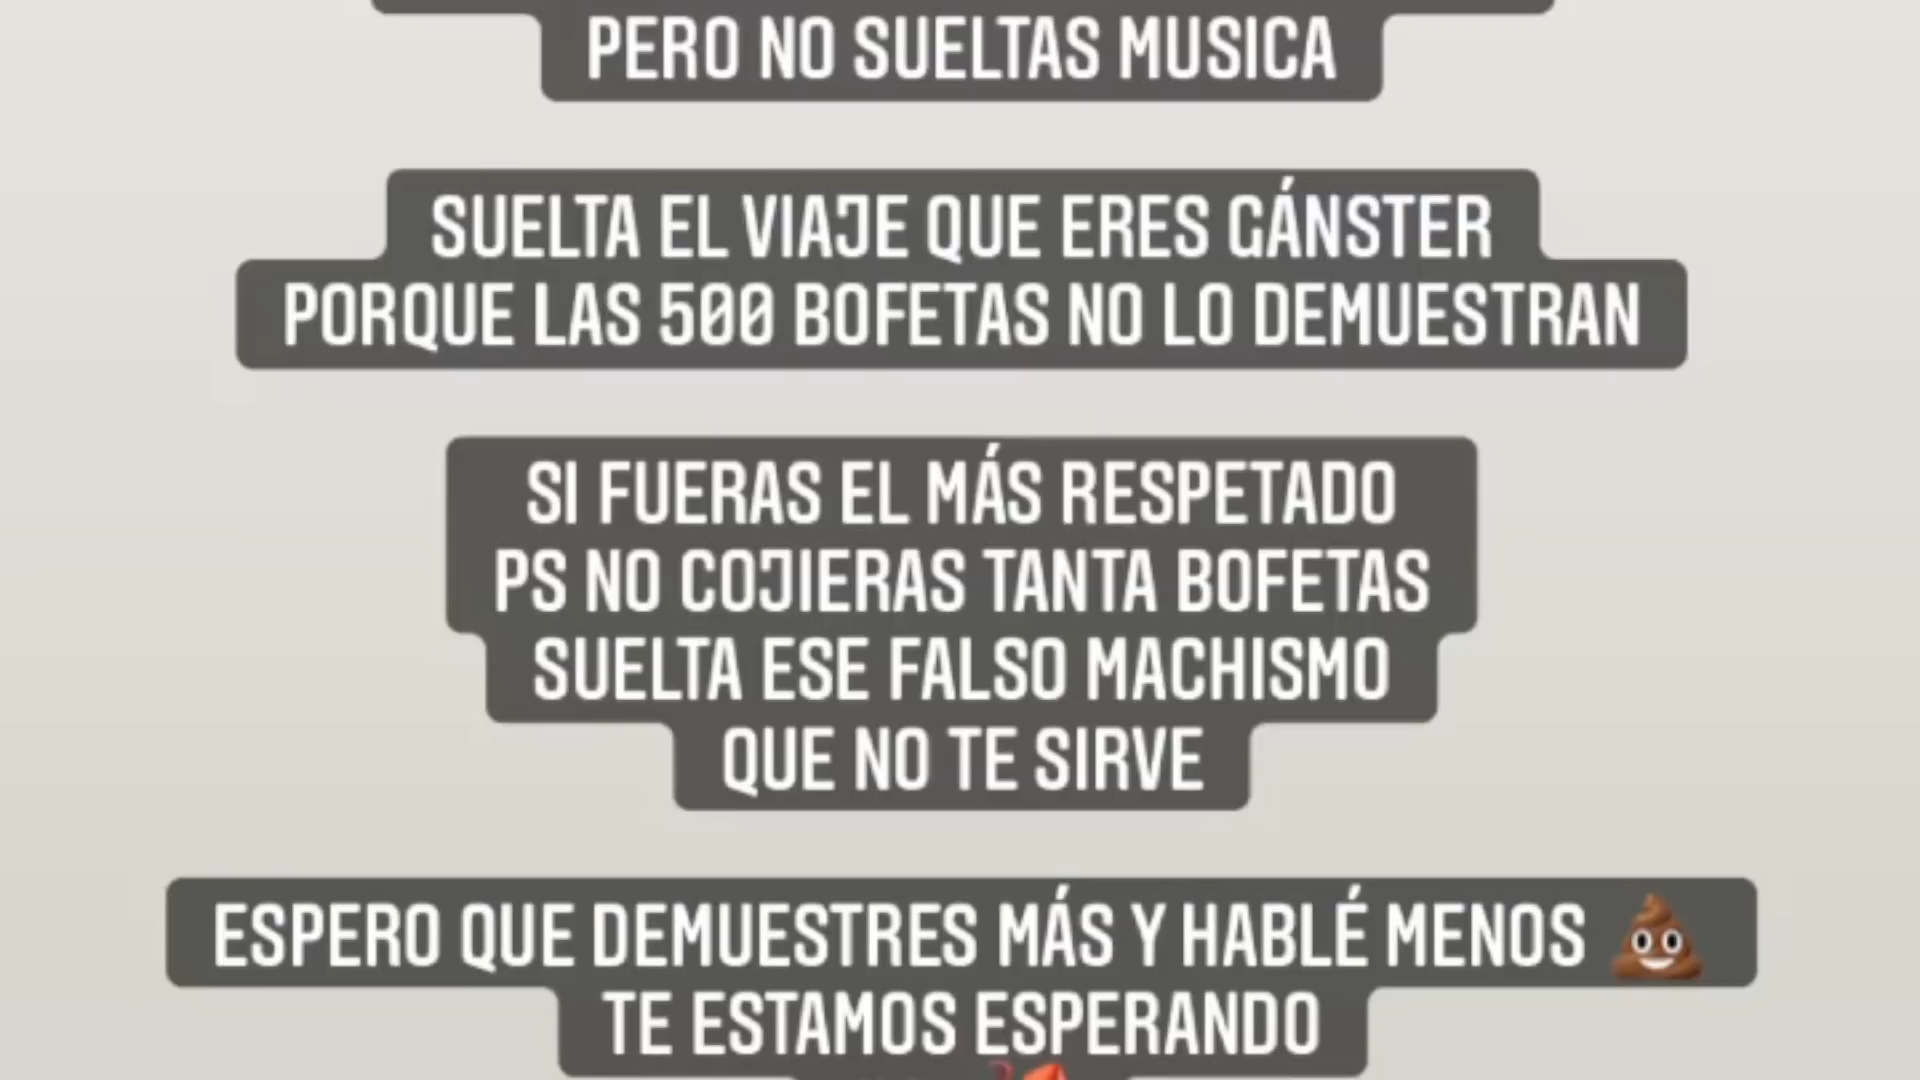 PERO NO SUELTAS MUSICA
SUELTA EL VIAJE QUE ERES GÁNSTER
PORQUE LAS 500 BOFETAS NO LO DEMUESTRAN
SI FUERAS EL MÁS RESPETADO
PS NO COJIERAS TANTA BOFETAS
SUELTA ESE FALSO MACHISMO
QUE NO TE SIRVE
ESPERO QUE DEMUESTRES MÁS Y HABLÉ MENOS 💩
TE ESTAMOS ESPERANDO